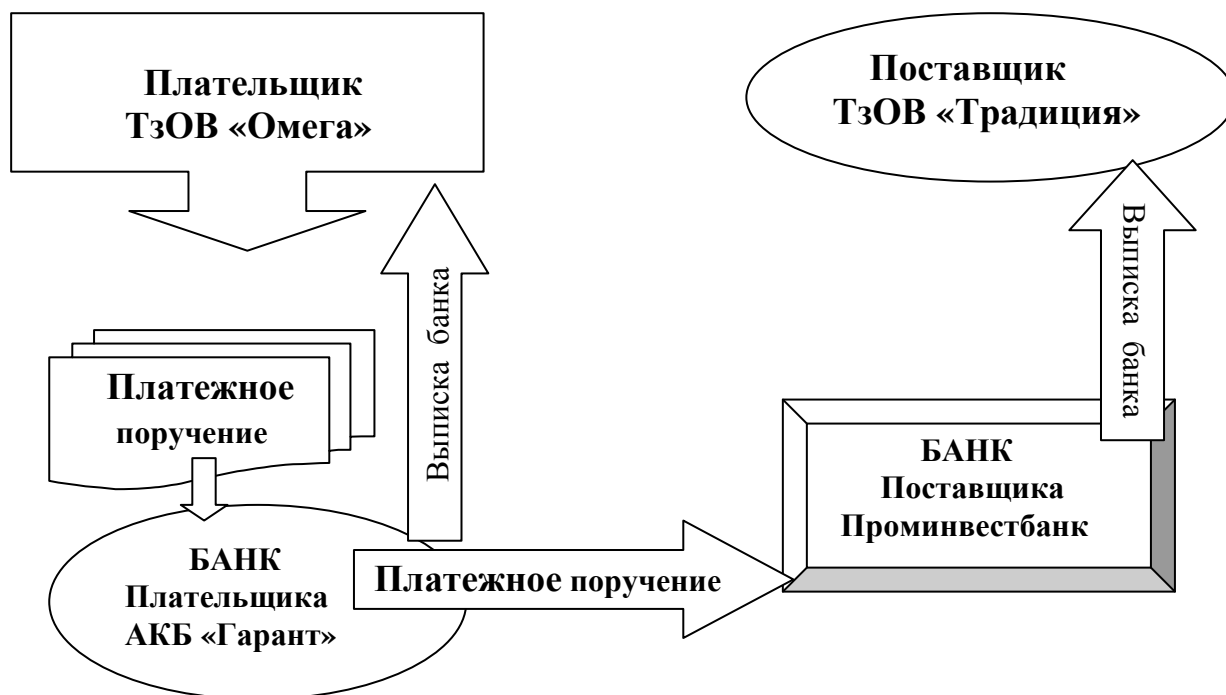 Плательщик
ТзОВ «Омега»
Поставщик
ТзОВ «Традиция»
Выписка банка
Выписка банка
Платежное
поручение
БАНК
Плательщика
АКБ «Гарант»
Платежное поручение
БАНК
Поставщика
Проминвестбанк